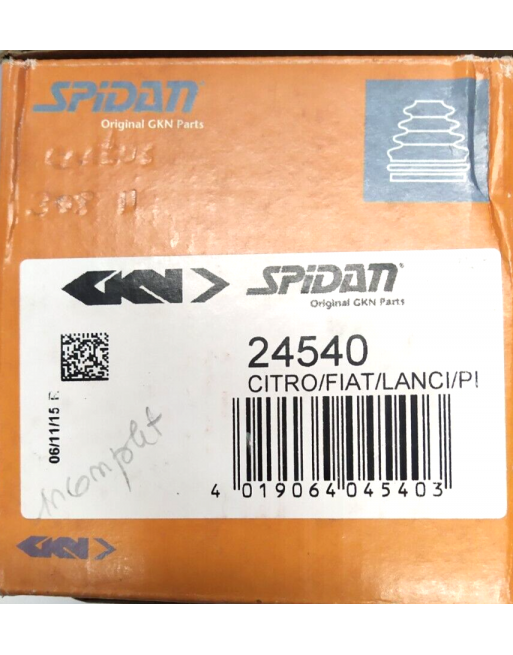 SPiDAN
Original GKN Parts
GKN SPiDAN
Original GKN Parts
24540
CITRO/FIAT/LANCI/P
06/11/15
incomplet
4 019064 045403
GKN